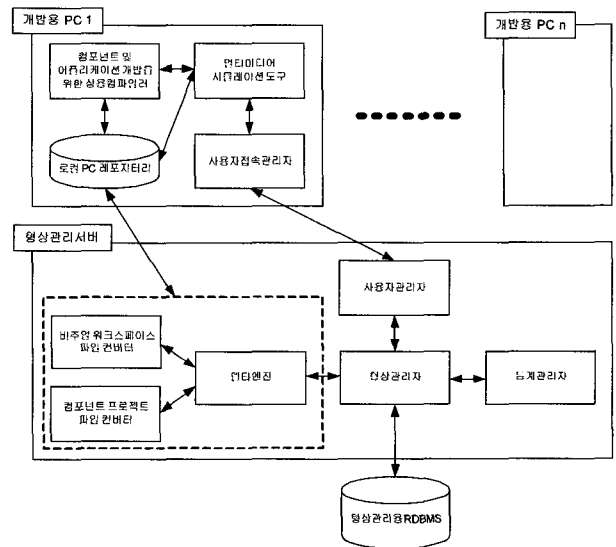 개발용 PC 1
개발용 PC n
컴포넌트 및
어플리케이션 개발을
위한 상용컴파일러
멀티미디어
시뮬레이션도구
로컬 PC 레포지터리
사용자접속관리자
형상관리서버
사용자관리자
비주얼 워크스페이스
파일 컨버터
델타엔진
형상관리자
통계관리자
컴포넌트 프로젝트
파일 컨버터
형상관리용RDBMS